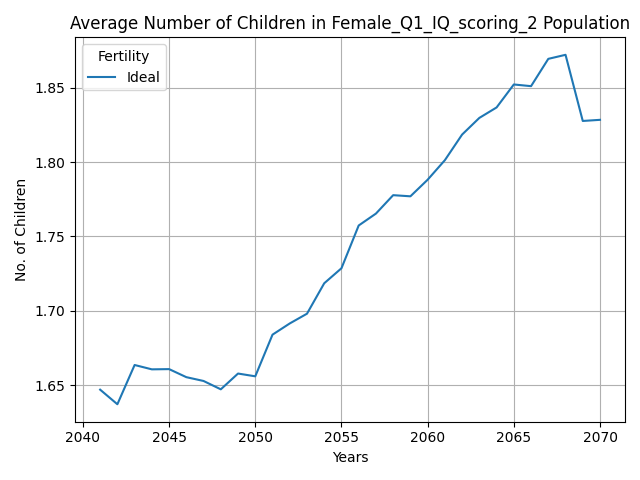 Average Number of Children in Female_Q1_IQ_scoring_2 Population
Fertility
Ideal
No. of Children
1.85
1.80
1.75
1.70
1.65
2040 2045 2050 2055 2060 2065 2070
Years